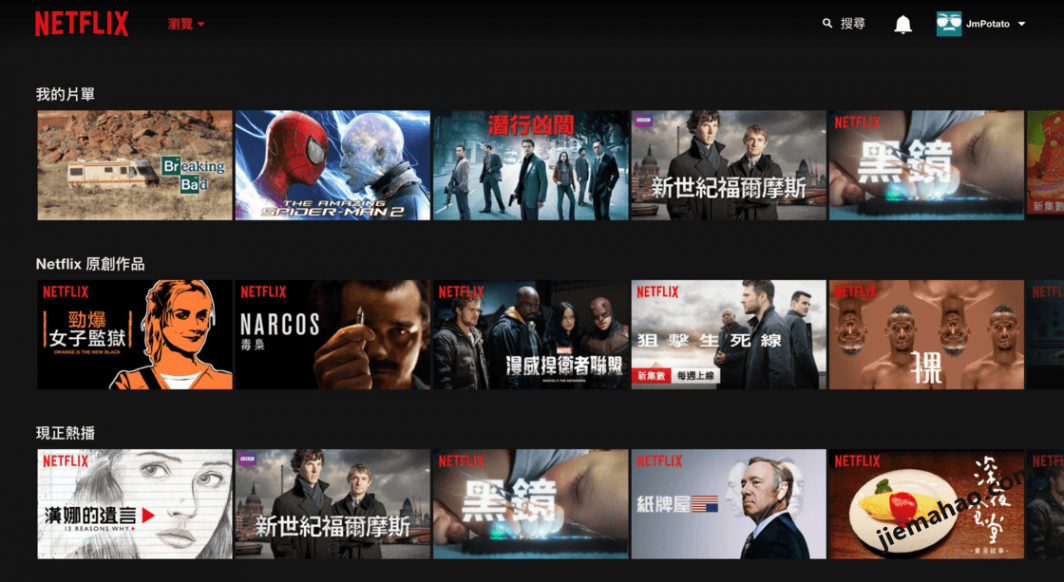 NETFLIX
瀏覽
搜尋
JmPotato
我的片單
Breaking
Bad
THE AMAZING
SPIDER-MAN 2
潛行凶間
BBC
新世紀福爾摩斯
NETFLIX
黑鏡
新集數
Netflix 原創作品
NETFLIX
勁爆
女子監獄
ORANGE IS THE NEW BLACK
NETFLIX
NARCOS
毒梟
NETFLIX
MARVEL
漫威捍衛者聯盟
MARVEL'S THE DEFENDERS
NETFLIX
狙擊生死線
新集數 每週上線
NETFLIX
裸
現正熱播
NETFLIX
漢娜的遺言
13 REASONS WHY
BBC
新世紀福爾摩斯
NETFLIX
黑鏡
NETFLIX
紙牌屋
NETFLIX
深夜食堂
jiemahao.com